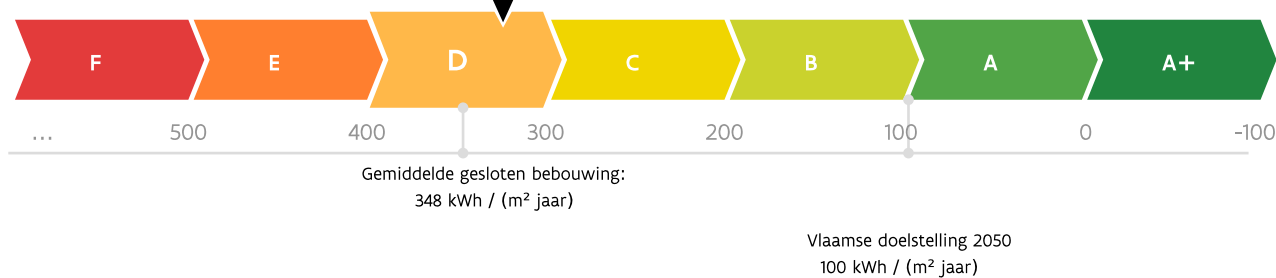 F E D C B A A+
... 500 400 300 200 100 0 -100
Gemiddelde gesloten bebouwing:
348 kWh / (m² jaar)
Vlaamse doelstelling 2050
100 kWh / (m² jaar)